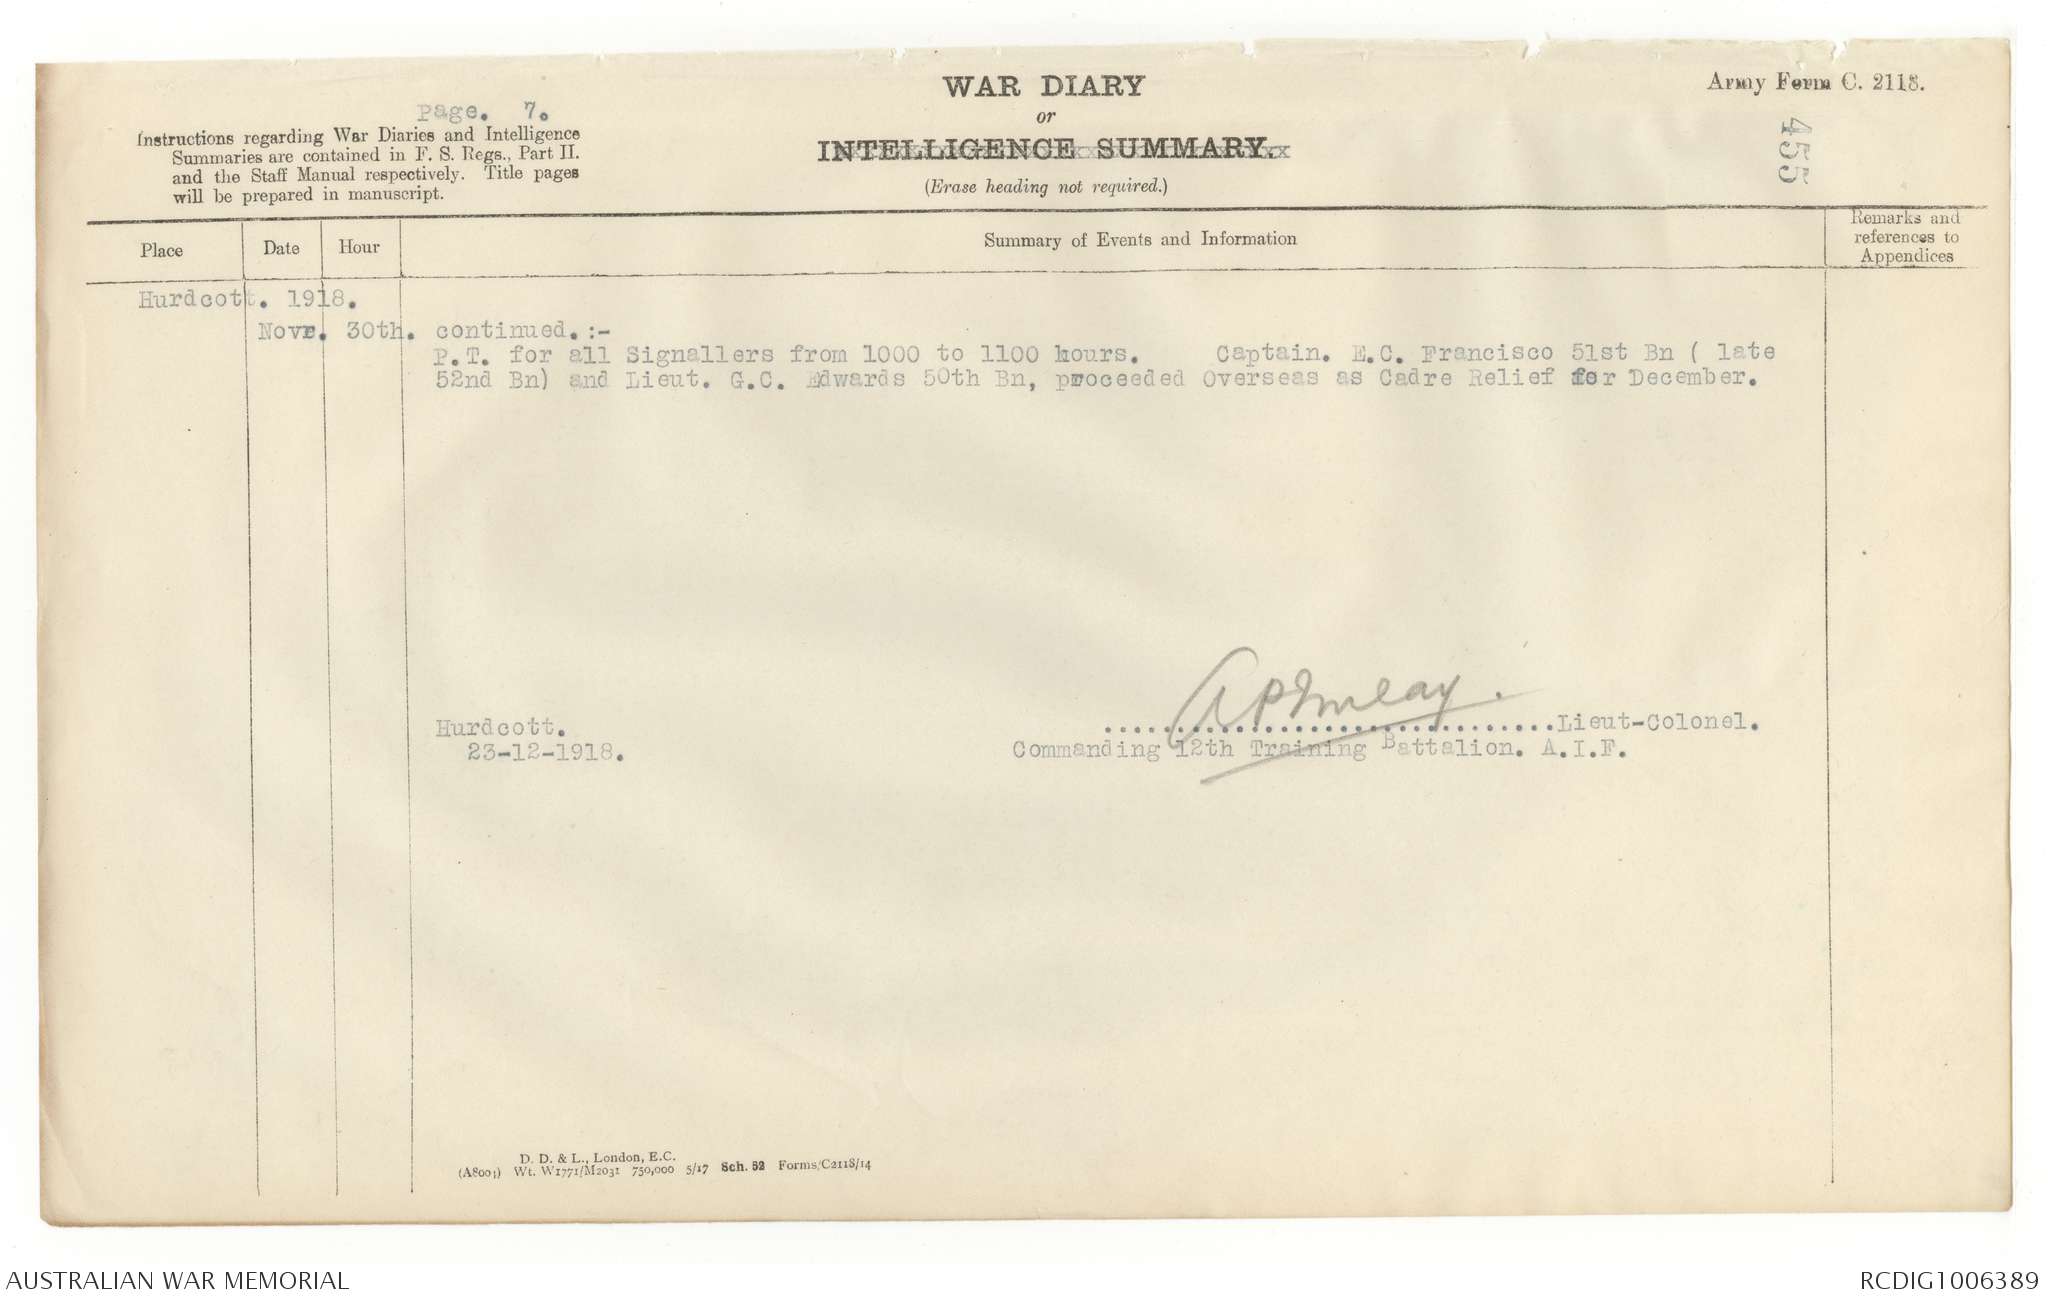 Page. 7.
Instructions regarding War Diaries and Intelligence
Summaries are contained in F. S. Regs., Part II.
and the Staff Manual respectively. Title pages
will be prepared in manuscript.
WAR DIARY
or
INTELLIGENCE SUMMARY.
(Erase heading not required.)
Army Form C. 2118.
455
Place
Date
Hour
Summary of Events and Information
Remarks and
references to
Appendices
Hurdcott. 1918.
Novr. 30th. continued.:-
P.T. for all Signallers from 1000 to 1100 hours. Captain. E.C. Francisco 51st Bn ( late
52nd Bn) and Lieut. G.C. Edwards 50th Bn, proceeded Overseas as Cadre Relief for December.
Hurdcott.
23-12-1918.
..............................Lieut-Colonel.
Commanding 12th Training Battalion. A.I.F.
D. D. & L., London, E.C.
Wt. W1771/M2031 750,000 5/17 Sch. 52 Forms/C2118/14
AUSTRALIAN WAR MEMORIAL
RCDIG1006389